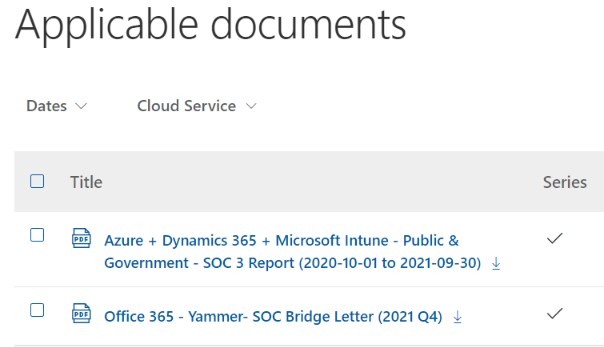 Applicable documents
Dates Cloud Service
Title Series
PDF Azure + Dynamics 365 + Microsoft Intune - Public &
Government - SOC 3 Report (2020-10-01 to 2021-09-30)
PDF Office 365 - Yammer- SOC Bridge Letter (2021 Q4)